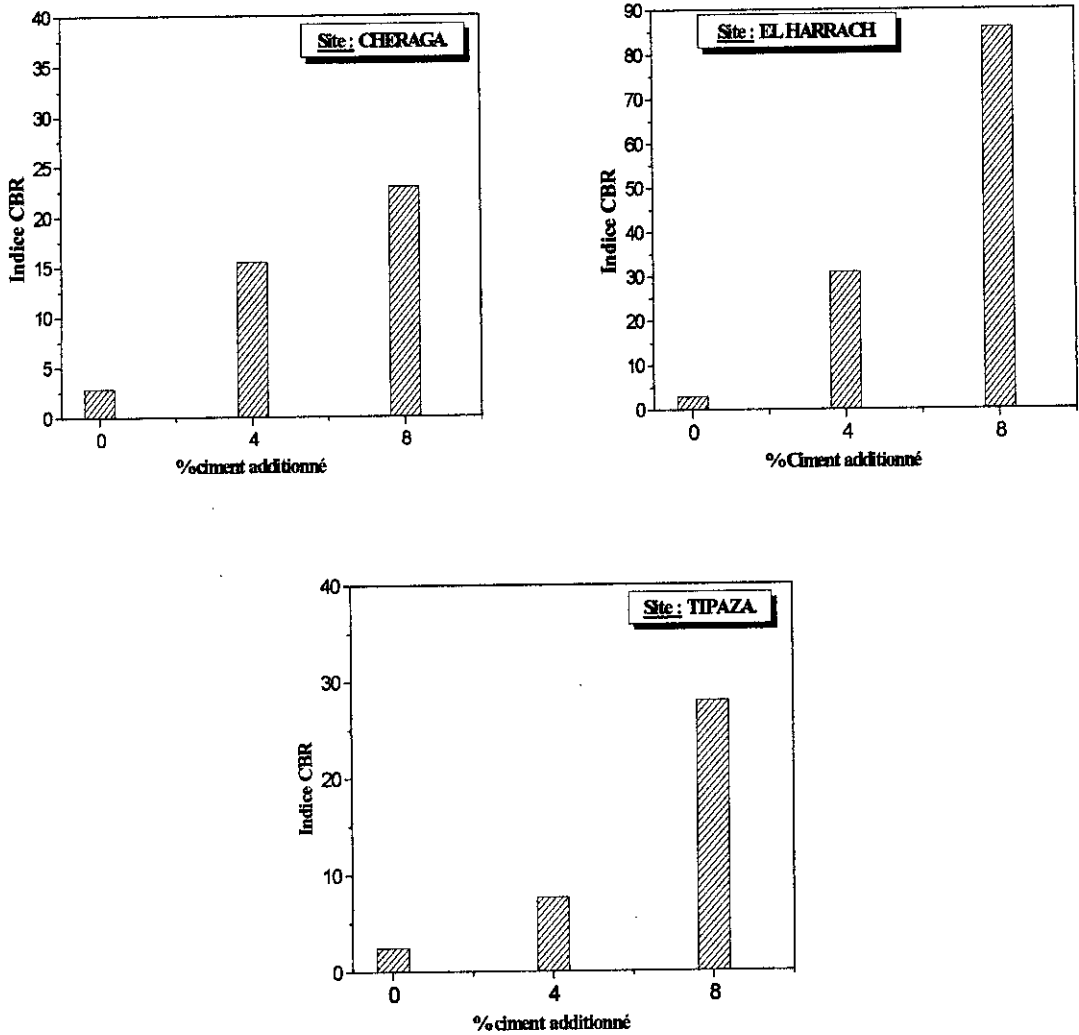 Site : CHERAGA.
40
35
30
25
20
15
10
5
0
Indice CBR
0 4 8
% ciment additionné
Site : EL HARRACH.
90
80
70
60
50
40
30
20
10
0
Indice CBR
0 4 8
% Ciment additionné
Site : TIPAZA.
40
30
20
10
0
Indice CBR
0 4 8
% ciment additionné